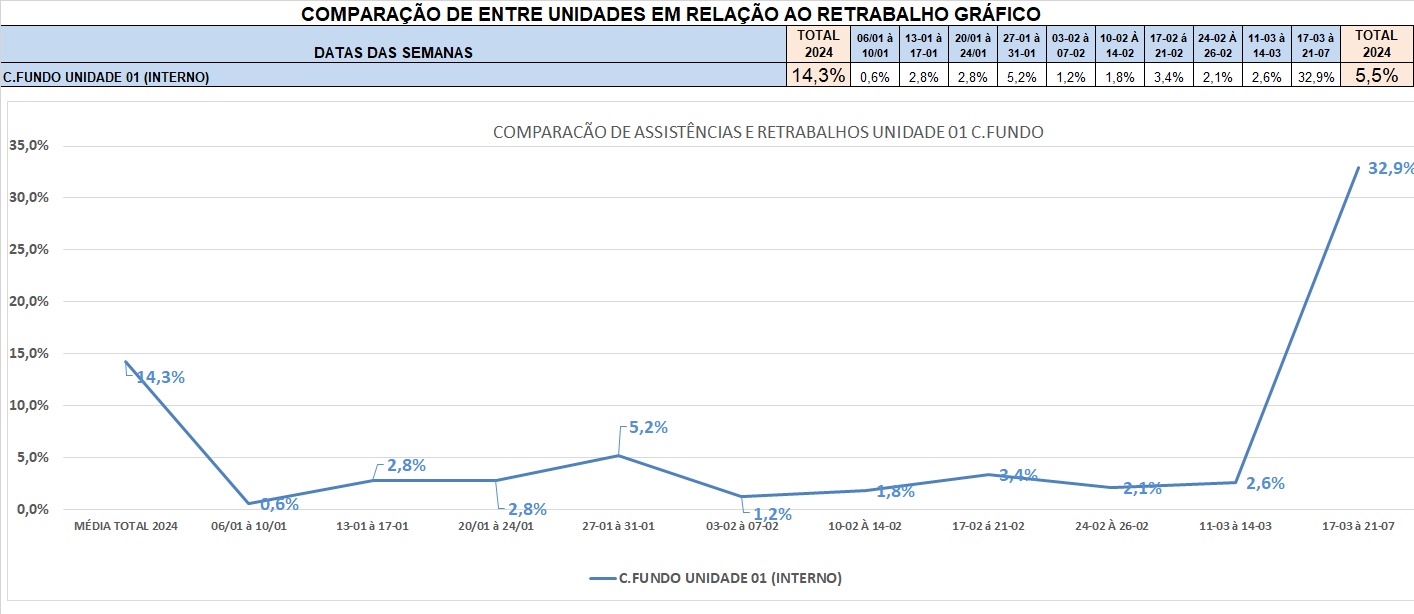 COMPARAÇÃO DE ENTRE UNIDADES EM RELAÇÃO AO RETRABALHO GRÁFICO
DATAS DAS SEMANAS
TOTAL 2024
06/01 à 10/01
13-01 à 17-01
20/01 à 24/01
27-01 à 31-01
03-02 à 07-02
10-02 À 14-02
17-02 à 21-02
24-02 À 26-02
11-03 à 14-03
17-03 à 21-07
TOTAL 2024
C.FUNDO UNIDADE 01 (INTERNO) 14,3% 0,6% 2,8% 2,8% 5,2% 1,2% 1,8% 3,4% 2,1% 2,6% 32,9% 5,5%
COMPARACÃO DE ASSISTÊNCIAS E RETRABALHOS UNIDADE 01 C.FUNDO
35,0%
32,9%
30,0%
25,0%
20,0%
15,0%
14,3%
10,0%
5,2%
5,0%
2,8%
3,4%
2,6%
2,1%
1,8%
0,6%
2,8%
1,2%
0,0%
MÉDIA TOTAL 2024 06/01 à 10/01 13-01 à 17-01 20/01 à 24/01 27-01 à 31-01 03-02 à 07-02 10-02 À 14-02 17-02 à 21-02 24-02 À 26-02 11-03 à 14-03 17-03 à 21-07
C.FUNDO UNIDADE 01 (INTERNO)